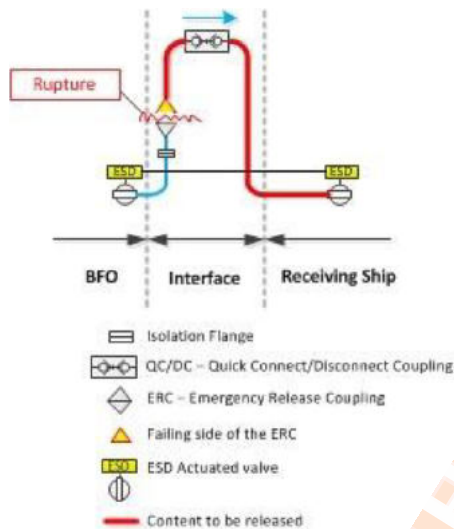 Rupture
ESD
ESD
BFO
Interface
Receiving Ship
Isolation Flange
QC/DC – Quick Connect/Disconnect Coupling
ERC – Emergency Release Coupling
Failing side of the ERC
ESD
ESD Actuated valve
Content to be released